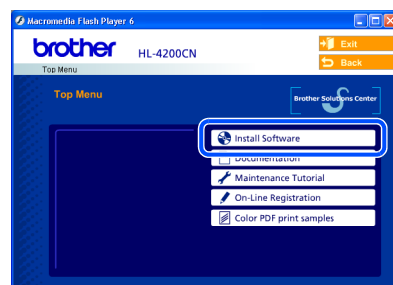 Macromedia Flash Player 6
brother
HL-4200CN
Exit
Back
Top Menu
Top Menu
Brother Solutions Center
Install Software
Documentation
Maintenance Tutorial
On-Line Registration
Color PDF print samples